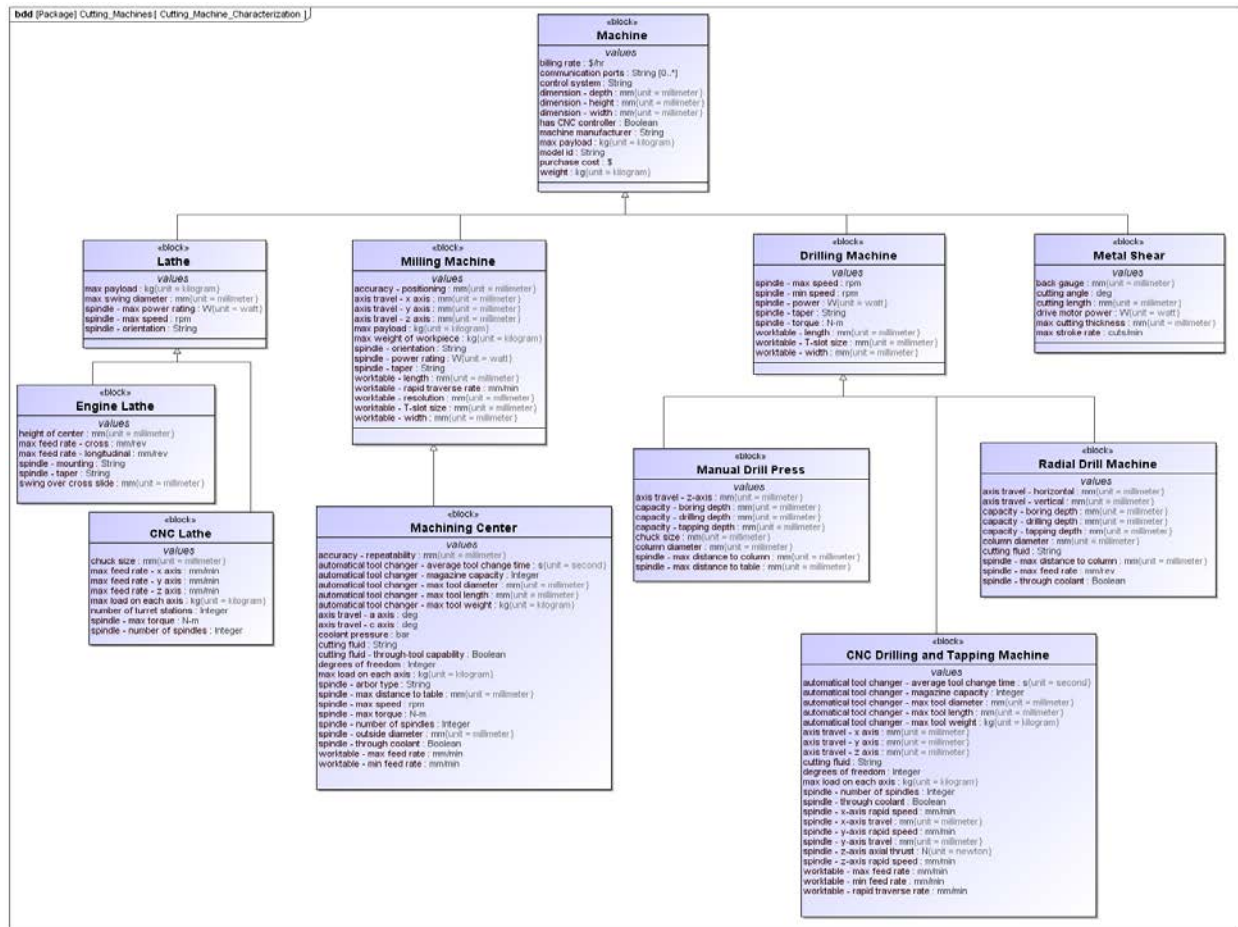 bdd [Package] Cutting_Machines [ Cutting_Machine_Characterization ]
«block»
Machine
values
billing rate : $/hr
communication ports : String [0..*]
control system : String
dimension - depth : mm{unit = millimeter}
dimension - height : mm{unit = millimeter}
dimension - width : mm{unit = millimeter}
has CNC controller : Boolean
machine manufacturer : String
max payload : kg{unit = kilogram}
model id : String
purchase cost : $
weight : kg{unit = kilogram}
«block»
Lathe
values
max payload : kg{unit = kilogram}
max swing diameter : mm{unit = millimeter}
spindle - max power rating : W{unit = watt}
spindle - max speed : rpm
spindle - orientation : String
«block»
Milling Machine
values
accuracy - positioning : mm{unit = millimeter}
axis travel - x axis : mm{unit = millimeter}
axis travel - y axis : mm{unit = millimeter}
axis travel - z axis : mm{unit = millimeter}
max payload : kg{unit = kilogram}
max weight of workpiece : kg{unit = kilogram}
spindle - orientation : String
spindle - power rating : W{unit = watt}
spindle - taper : String
worktable - length : mm{unit = millimeter}
worktable - rapid traverse rate : mm/min
worktable - resolution : mm{unit = millimeter}
worktable - T-slot size : mm{unit = millimeter}
worktable - width : mm{unit = millimeter}
«block»
Drilling Machine
values
spindle - max speed : rpm
spindle - min speed : rpm
spindle - power : W{unit = watt}
spindle - taper : String
spindle - torque : N-m
worktable - length : mm{unit = millimeter}
worktable - T-slot size : mm{unit = millimeter}
worktable - width : mm{unit = millimeter}
«block»
Metal Shear
values
back gauge : mm{unit = millimeter}
cutting angle : deg
cutting length : mm{unit = millimeter}
drive motor power : W{unit = watt}
max cutting thickness : mm{unit = millimeter}
max stroke rate : cuts/min
«block»
Engine Lathe
values
height of center : mm{unit = millimeter}
max feed rate - cross : mm/rev
max feed rate - longitudinal : mm/rev
spindle - mounting : String
spindle - taper : String
swing over cross slide : mm{unit = millimeter}
«block»
CNC Lathe
values
chuck size : mm{unit = millimeter}
max feed rate - x axis : mm/min
max feed rate - y axis : mm/min
max feed rate - z axis : mm/min
max load on each axis : kg{unit = kilogram}
number of turret stations : Integer
spindle - max torque : N-m
spindle - number of spindles : Integer
«block»
Machining Center
values
accuracy - repeatability : mm{unit = millimeter}
automatical tool changer - average tool change time : s{unit = second}
automatical tool changer - magazine capacity : Integer
automatical tool changer - max tool diameter : mm{unit = millimeter}
automatical tool changer - max tool length : mm{unit = millimeter}
automatical tool changer - max tool weight : kg{unit = kilogram}
axis travel - a axis : deg
axis travel - c axis : deg
coolant pressure : bar
cutting fluid : String
cutting fluid - through-tool capability : Boolean
degrees of freedom : Integer
max load on each axis : kg{unit = kilogram}
spindle - arbor type : String
spindle - max distance to table : mm{unit = millimeter}
spindle - max speed : rpm
spindle - max torque : N-m
spindle - number of spindles : Integer
spindle - outside diameter : mm{unit = millimeter}
spindle - through coolant : Boolean
worktable - max feed rate : mm/min
worktable - min feed rate : mm/min
«block»
Manual Drill Press
values
axis travel - z-axis : mm{unit = millimeter}
capacity - boring depth : mm{unit = millimeter}
capacity - drilling depth : mm{unit = millimeter}
capacity - tapping depth : mm{unit = millimeter}
chuck size : mm{unit = millimeter}
column diameter : mm{unit = millimeter}
spindle - max distance to column : mm{unit = millimeter}
spindle - max distance to table : mm{unit = millimeter}
«block»
Radial Drill Machine
values
axis travel - horizontal : mm{unit = millimeter}
axis travel - vertical : mm{unit = millimeter}
capacity - boring depth : mm{unit = millimeter}
capacity - drilling depth : mm{unit = millimeter}
capacity - tapping depth : mm{unit = millimeter}
column diameter : mm{unit = millimeter}
cutting fluid : String
spindle - max distance to column : mm{unit = millimeter}
spindle - max feed rate : mm/rev
spindle - through coolant : Boolean
«block»
CNC Drilling and Tapping Machine
values
automatical tool changer - average tool change time : s{unit = second}
automatical tool changer - magazine capacity : Integer
automatical tool changer - max tool diameter : mm{unit = millimeter}
automatical tool changer - max tool length : mm{unit = millimeter}
automatical tool changer - max tool weight : kg{unit = kilogram}
axis travel - x axis : mm{unit = millimeter}
axis travel - y axis : mm{unit = millimeter}
axis travel - z axis : mm{unit = millimeter}
cutting fluid : String
degrees of freedom : Integer
max load on each axis : kg{unit = kilogram}
spindle - number of spindles : Integer
spindle - through coolant : Boolean
spindle - x-axis rapid speed : mm/min
spindle - x-axis travel : mm{unit = millimeter}
spindle - y-axis rapid speed : mm/min
spindle - y-axis travel : mm{unit = millimeter}
spindle - z-axis axial thrust : N{unit = newton}
spindle - z-axis rapid speed : mm/min
worktable - max feed rate : mm/min
worktable - min feed rate : mm/min
worktable - rapid traverse rate : mm/min